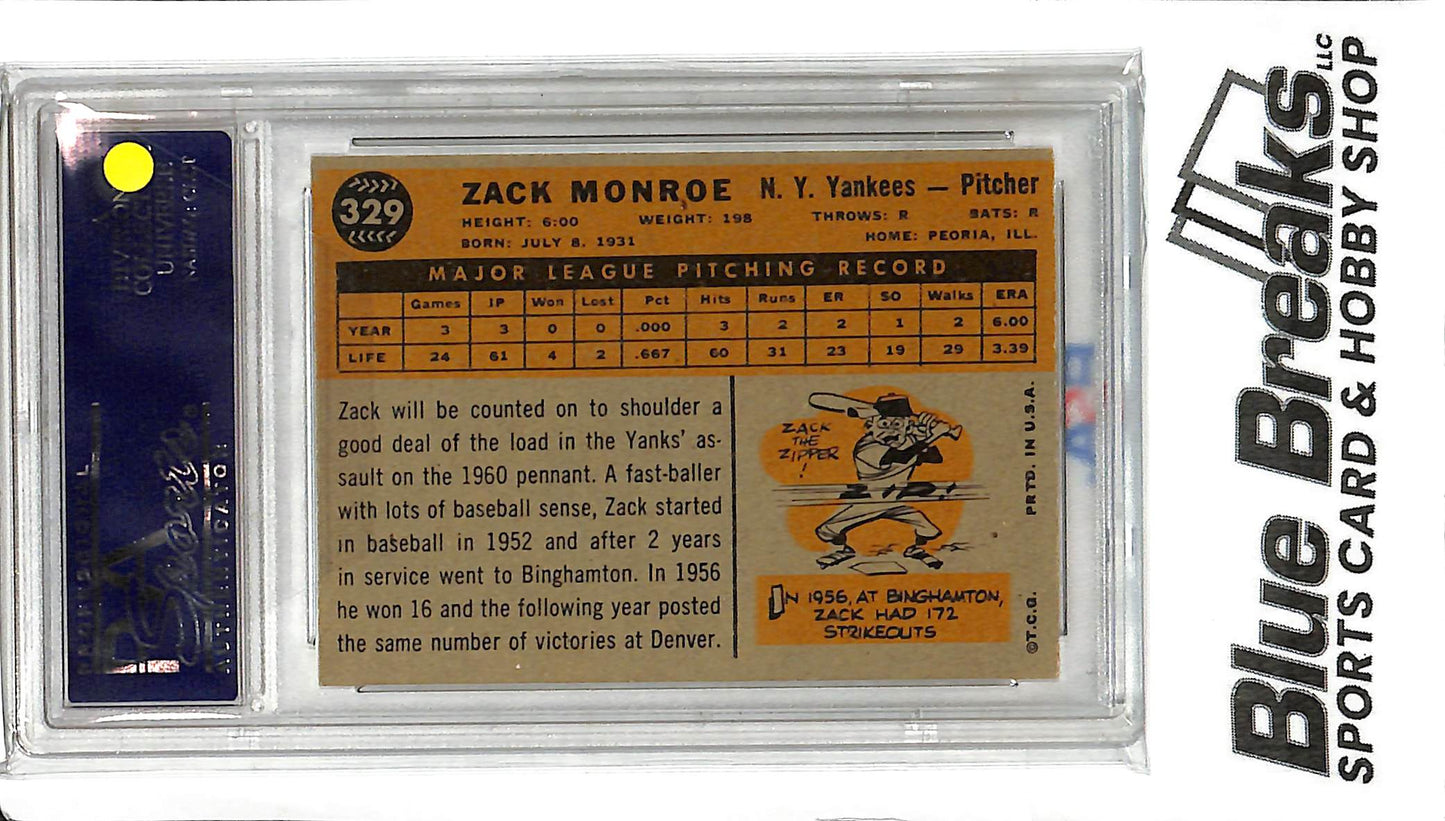 329
ZACK MONROE N. Y. Yankees — Pitcher
HEIGHT: 6:00 WEIGHT: 198 THROWS: R BATS: R
BORN: JULY 8, 1931 HOME: PEORIA, ILL.
MAJOR LEAGUE PITCHING RECORD
Games IP Won Lost Pct Hits Runs ER SO Walks ERA
YEAR 3 3 0 0 .000 3 2 2 1 2 6.00
LIFE 24 61 4 2 .667 60 31 23 19 29 3.39
Zack will be counted on to shoulder a
good deal of the load in the Yanks' as-
sault on the 1960 pennant. A fast-baller
with lots of baseball sense, Zack started
in baseball in 1952 and after 2 years
in service went to Binghamton. In 1956
he won 16 and the following year posted
the same number of victories at Denver.
ZACK
THE
ZIPPER
!
ZIP!
IN 1956, AT BINGHAMTON,
ZACK HAD 172
STRIKEOUTS
©T.C.G. PRTD. IN U.S.A.
Blue Breaks LLC
SPORTS CARD & HOBBY SHOP